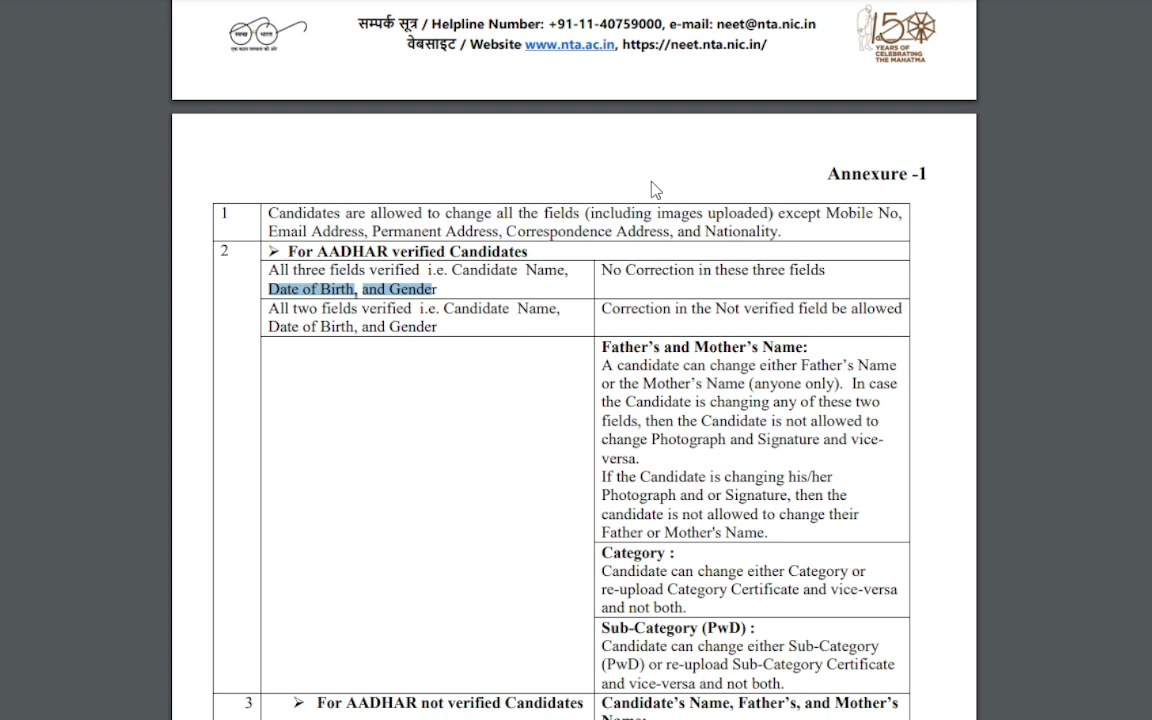 सम्पर्क सूत्र / Helpline Number: +91-11-40759000, e-mail: neet@nta.nic.in
वेबसाइट / Website www.nta.ac.in, https://neet.nta.nic.in/
स्वच्छ भारत
एक कदम स्वच्छता की ओर
150
YEARS OF
CELEBRATING
THE MAHATMA
Annexure -1
1 Candidates are allowed to change all the fields (including images uploaded) except Mobile No,
Email Address, Permanent Address, Correspondence Address, and Nationality.
2 ➢ For AADHAR verified Candidates
All three fields verified i.e. Candidate Name,
Date of Birth, and Gender
No Correction in these three fields
All two fields verified i.e. Candidate Name,
Date of Birth, and Gender
Correction in the Not verified field be allowed
Father’s and Mother’s Name:
A candidate can change either Father’s Name
or the Mother’s Name (anyone only). In case
the Candidate is changing any of these two
fields, then the Candidate is not allowed to
change Photograph and Signature and vice-
versa.
If the Candidate is changing his/her
Photograph and or Signature, then the
candidate is not allowed to change their
Father or Mother's Name.
Category :
Candidate can change either Category or
re-upload Category Certificate and vice-versa
and not both.
Sub-Category (PwD) :
Candidate can change either Sub-Category
(PwD) or re-upload Sub-Category Certificate
and vice-versa and not both.
3 ➢ For AADHAR not verified Candidates
Candidate’s Name, Father’s, and Mother’s
Name: